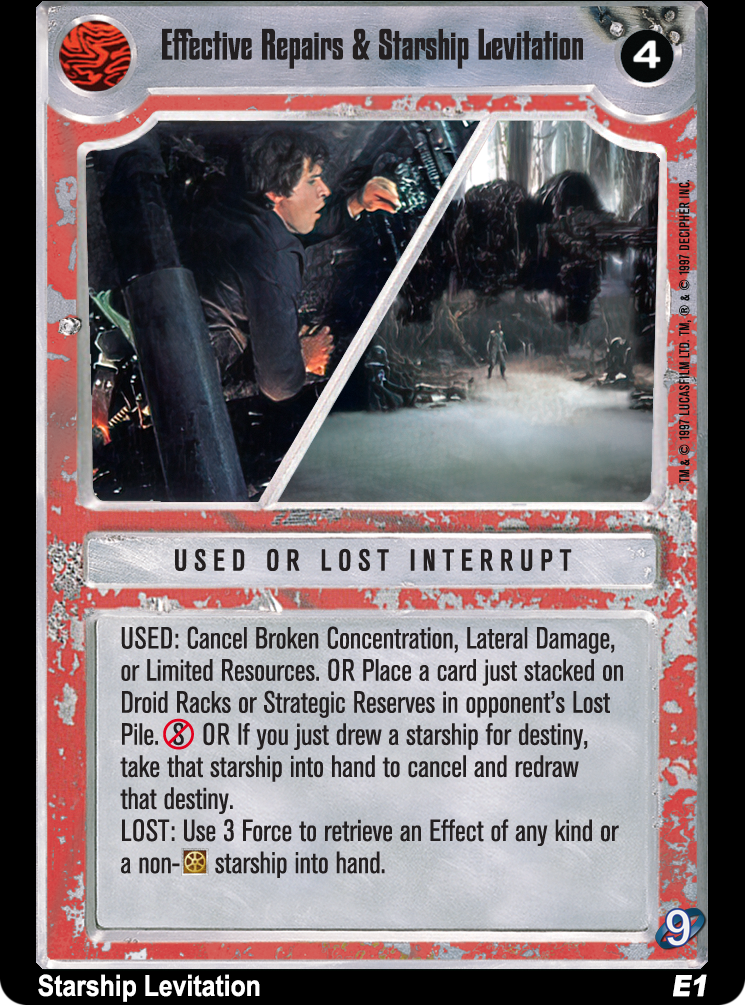 Effective Repairs & Starship Levitation
4
TM & © 1997 LUCASFILM LTD. TM, ® & © 1997 DECIPHER INC.
USED OR LOST INTERRUPT
USED: Cancel Broken Concentration, Lateral Damage,
or Limited Resources. OR Place a card just stacked on
Droid Racks or Strategic Reserves in opponent’s Lost
Pile. 8 OR If you just drew a starship for destiny,
take that starship into hand to cancel and redraw
that destiny.
LOST: Use 3 Force to retrieve an Effect of any kind or
a non- starship into hand.
9
Starship Levitation
E1